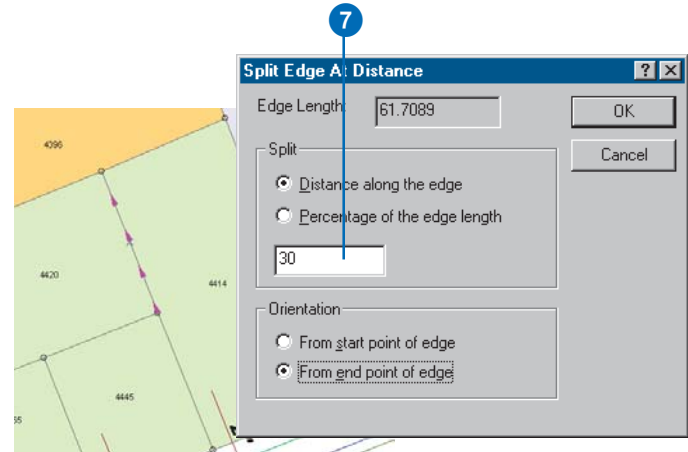 7
Split Edge At Distance
Edge Length: 61.7089
OK
Cancel
Split
Distance along the edge
Percentage of the edge length
30
Orientation
From start point of edge
From end point of edge
4396
4420
4414
4445